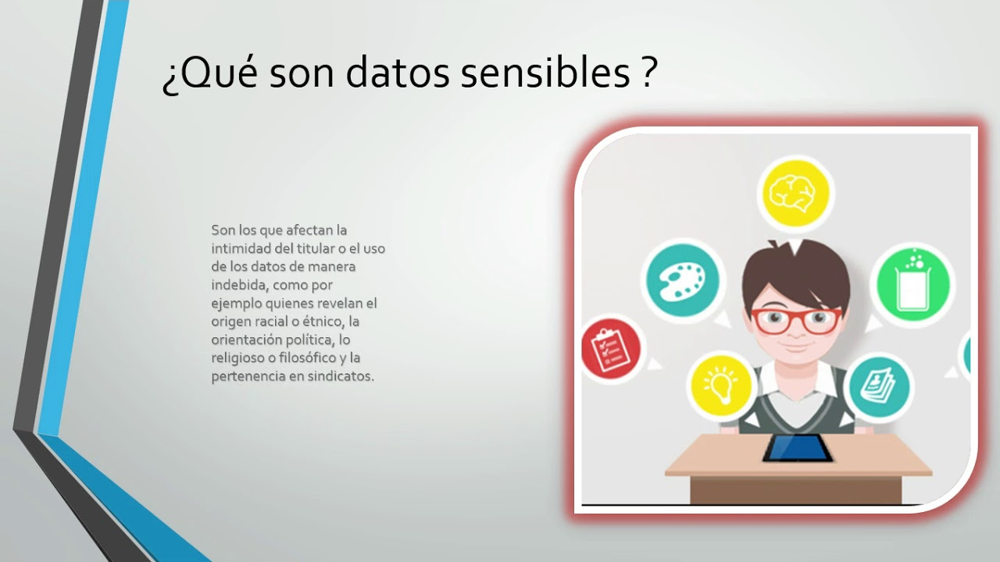 ¿Qué son datos sensibles ?
Son los que afectan la
intimidad del titular o el uso
de los datos de manera
indebida, como por
ejemplo quienes revelan el
origen racial o étnico, la
orientación política, lo
religioso o filosófico y la
pertenencia en sindicatos.